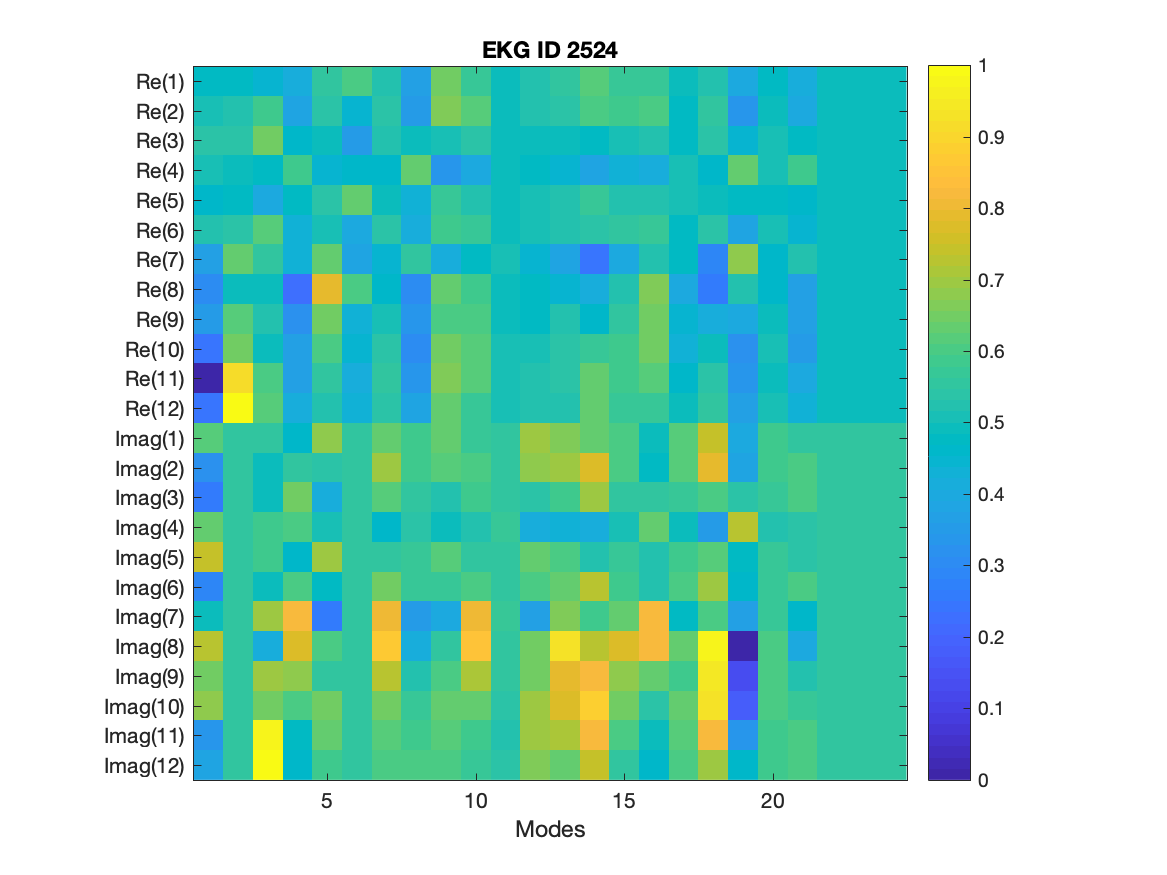 EKG ID 2524
Re(1)
Re(2)
Re(3)
Re(4)
Re(5)
Re(6)
Re(7)
Re(8)
Re(9)
Re(10)
Re(11)
Re(12)
Imag(1)
Imag(2)
Imag(3)
Imag(4)
Imag(5)
Imag(6)
Imag(7)
Imag(8)
Imag(9)
Imag(10)
Imag(11)
Imag(12)
5 10 15 20
Modes
1
0.9
0.8
0.7
0.6
0.5
0.4
0.3
0.2
0.1
0